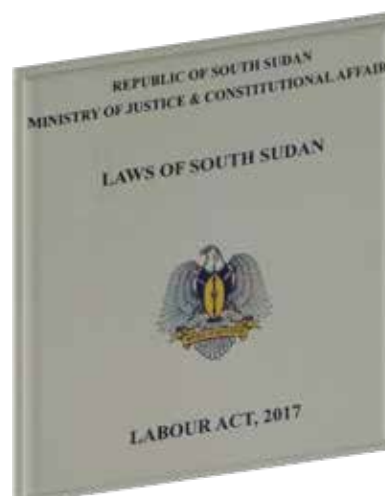 REPUBLIC OF SOUTH SUDAN
MINISTRY OF JUSTICE & CONSTITUTIONAL AFFAIR
LAWS OF SOUTH SUDAN
LABOUR ACT, 2017